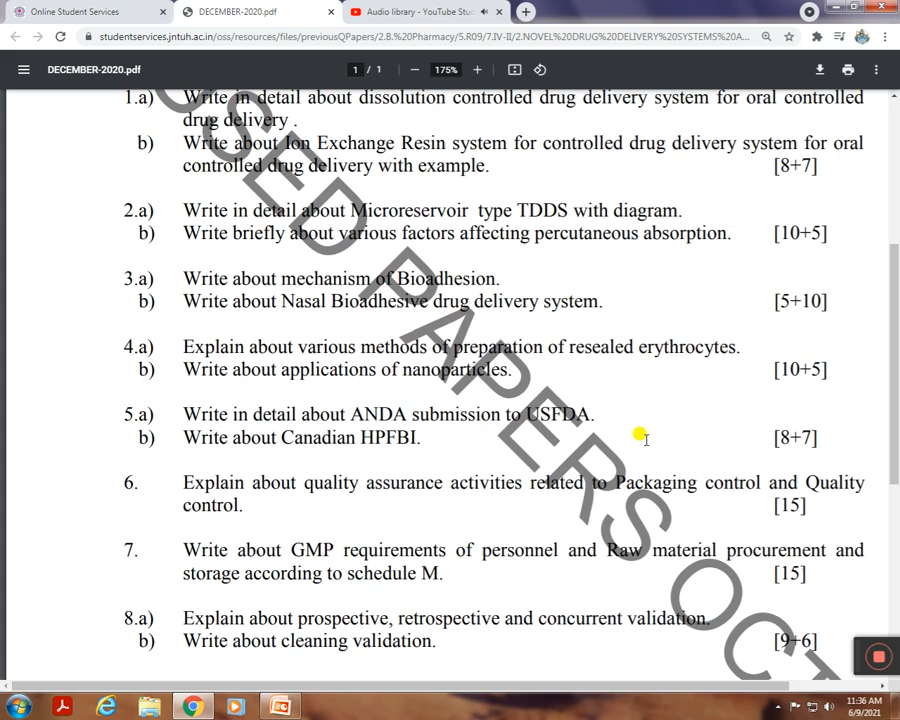 Online Student Services
DECEMBER-2020.pdf
Audio library - YouTube Stu
studentservices.jntuh.ac.in/oss/resources/files/previousQPapers/2.B.%20Pharmacy/5.R09/7.IV-II/2.NOVEL%20DRUG%20DELIVERY%20SYSTEMS%20A...
DECEMBER-2020.pdf
1 / 1
175%
1.a) Write in detail about dissolution controlled drug delivery system for oral controlled
drug delivery .
b) Write about Ion Exchange Resin system for controlled drug delivery system for oral
controlled drug delivery with example. [8+7]
2.a) Write in detail about Microreservoir type TDDS with diagram.
b) Write briefly about various factors affecting percutaneous absorption. [10+5]
3.a) Write about mechanism of Bioadhesion.
b) Write about Nasal Bioadhesive drug delivery system. [5+10]
4.a) Explain about various methods of preparation of resealed erythrocytes.
b) Write about applications of nanoparticles. [10+5]
5.a) Write in detail about ANDA submission to USFDA.
b) Write about Canadian HPFBI. [8+7]
6. Explain about quality assurance activities related to Packaging control and Quality
control. [15]
7. Write about GMP requirements of personnel and Raw material procurement and
storage according to schedule M. [15]
8.a) Explain about prospective, retrospective and concurrent validation.
b) Write about cleaning validation. [9+6]
USED PAPERS OCT
11:36 AM
6/9/2021